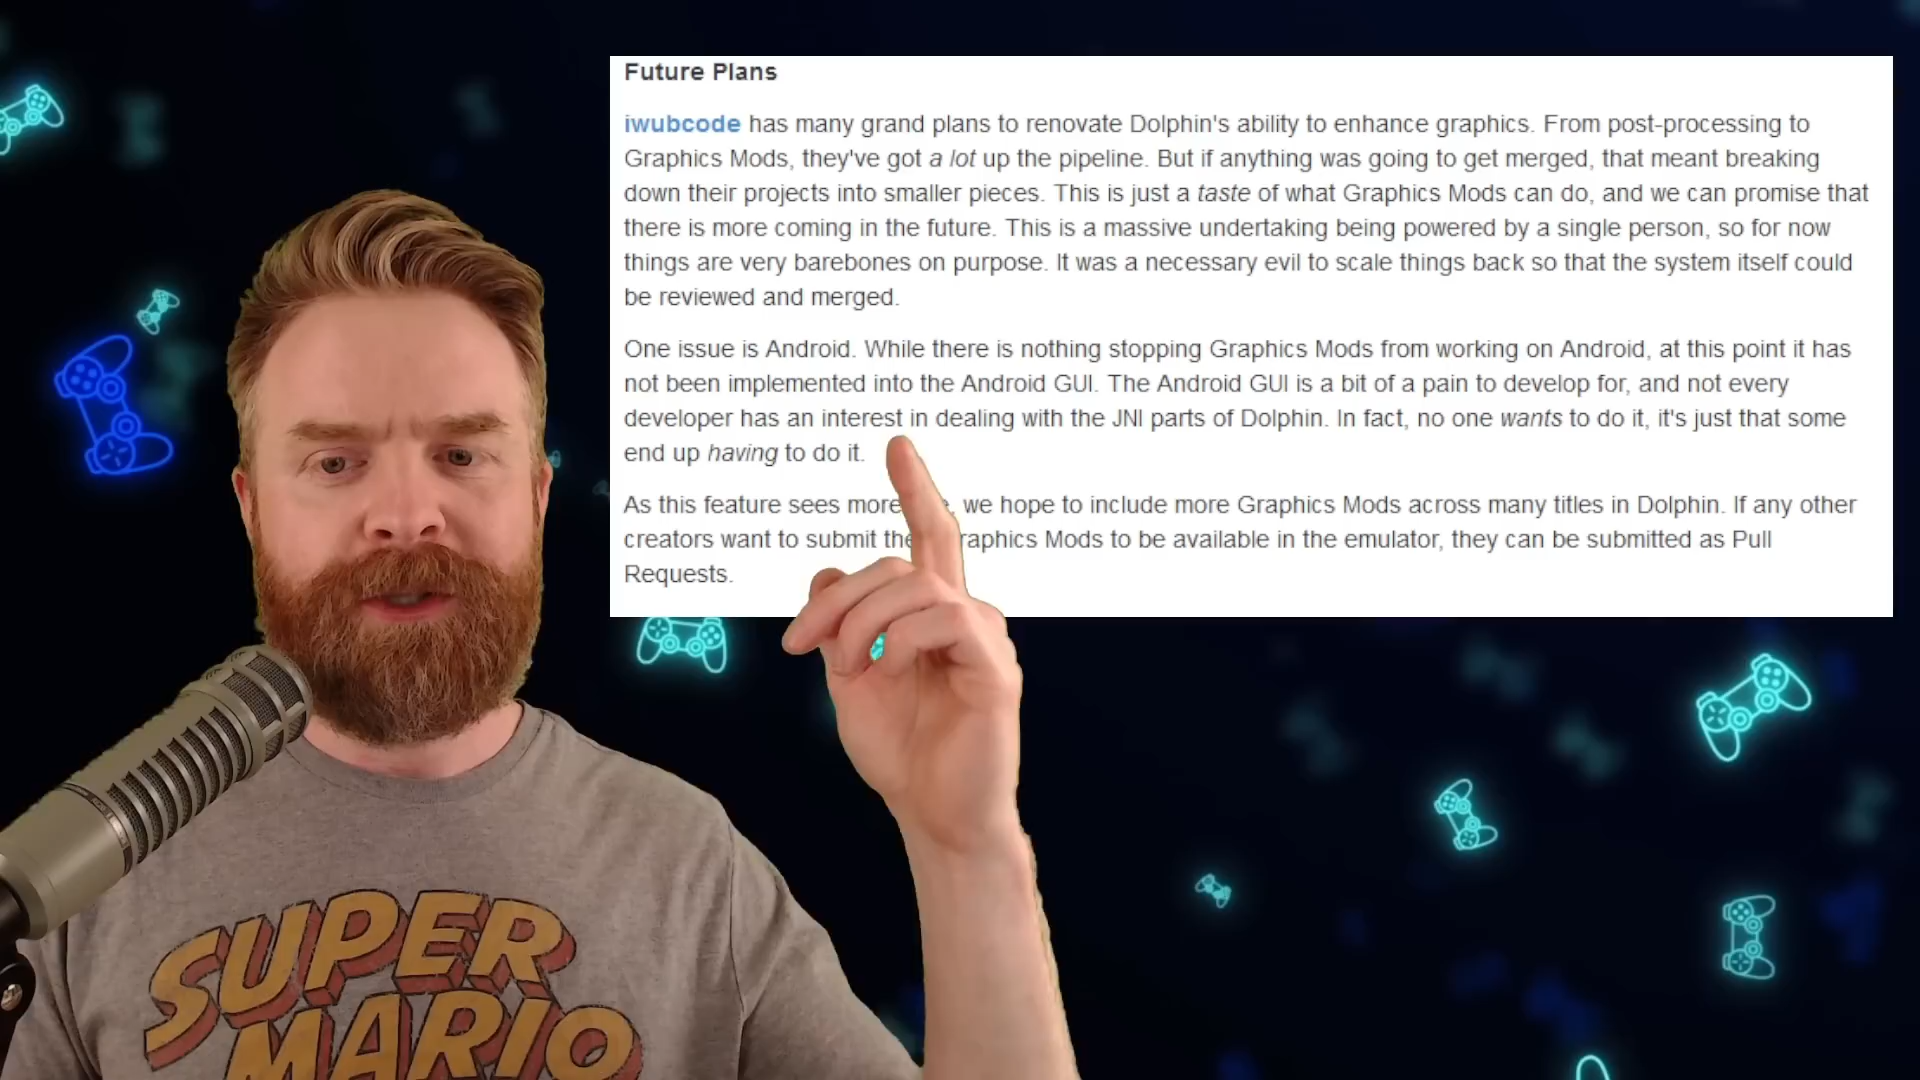 Future Plans
iwubcode has many grand plans to renovate Dolphin's ability to enhance graphics. From post-processing to
Graphics Mods, they've got a lot up the pipeline. But if anything was going to get merged, that meant breaking
down their projects into smaller pieces. This is just a taste of what Graphics Mods can do, and we can promise that
there is more coming in the future. This is a massive undertaking being powered by a single person, so for now
things are very barebones on purpose. It was a necessary evil to scale things back so that the system itself could
be reviewed and merged.
One issue is Android. While there is nothing stopping Graphics Mods from working on Android, at this point it has
not been implemented into the Android GUI. The Android GUI is a bit of a pain to develop for, and not every
developer has an interest in dealing with the JNI parts of Dolphin. In fact, no one wants to do it, it's just that some
end up having to do it.
As this feature sees more we hope to include more Graphics Mods across many titles in Dolphin. If any other
creators want to submit Mods to be available in the emulator, they can be submitted as Pull
Requests.
SUPER
MARIO